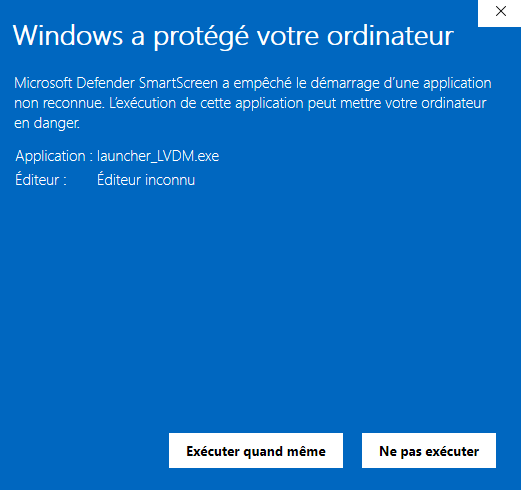 Windows a protégé votre ordinateur
Microsoft Defender SmartScreen a empêché le démarrage d’une application
non reconnue. L’exécution de cette application peut mettre votre ordinateur
en danger.
Application : launcher_LVDM.exe
Éditeur : Éditeur inconnu
Exécuter quand même Ne pas exécuter